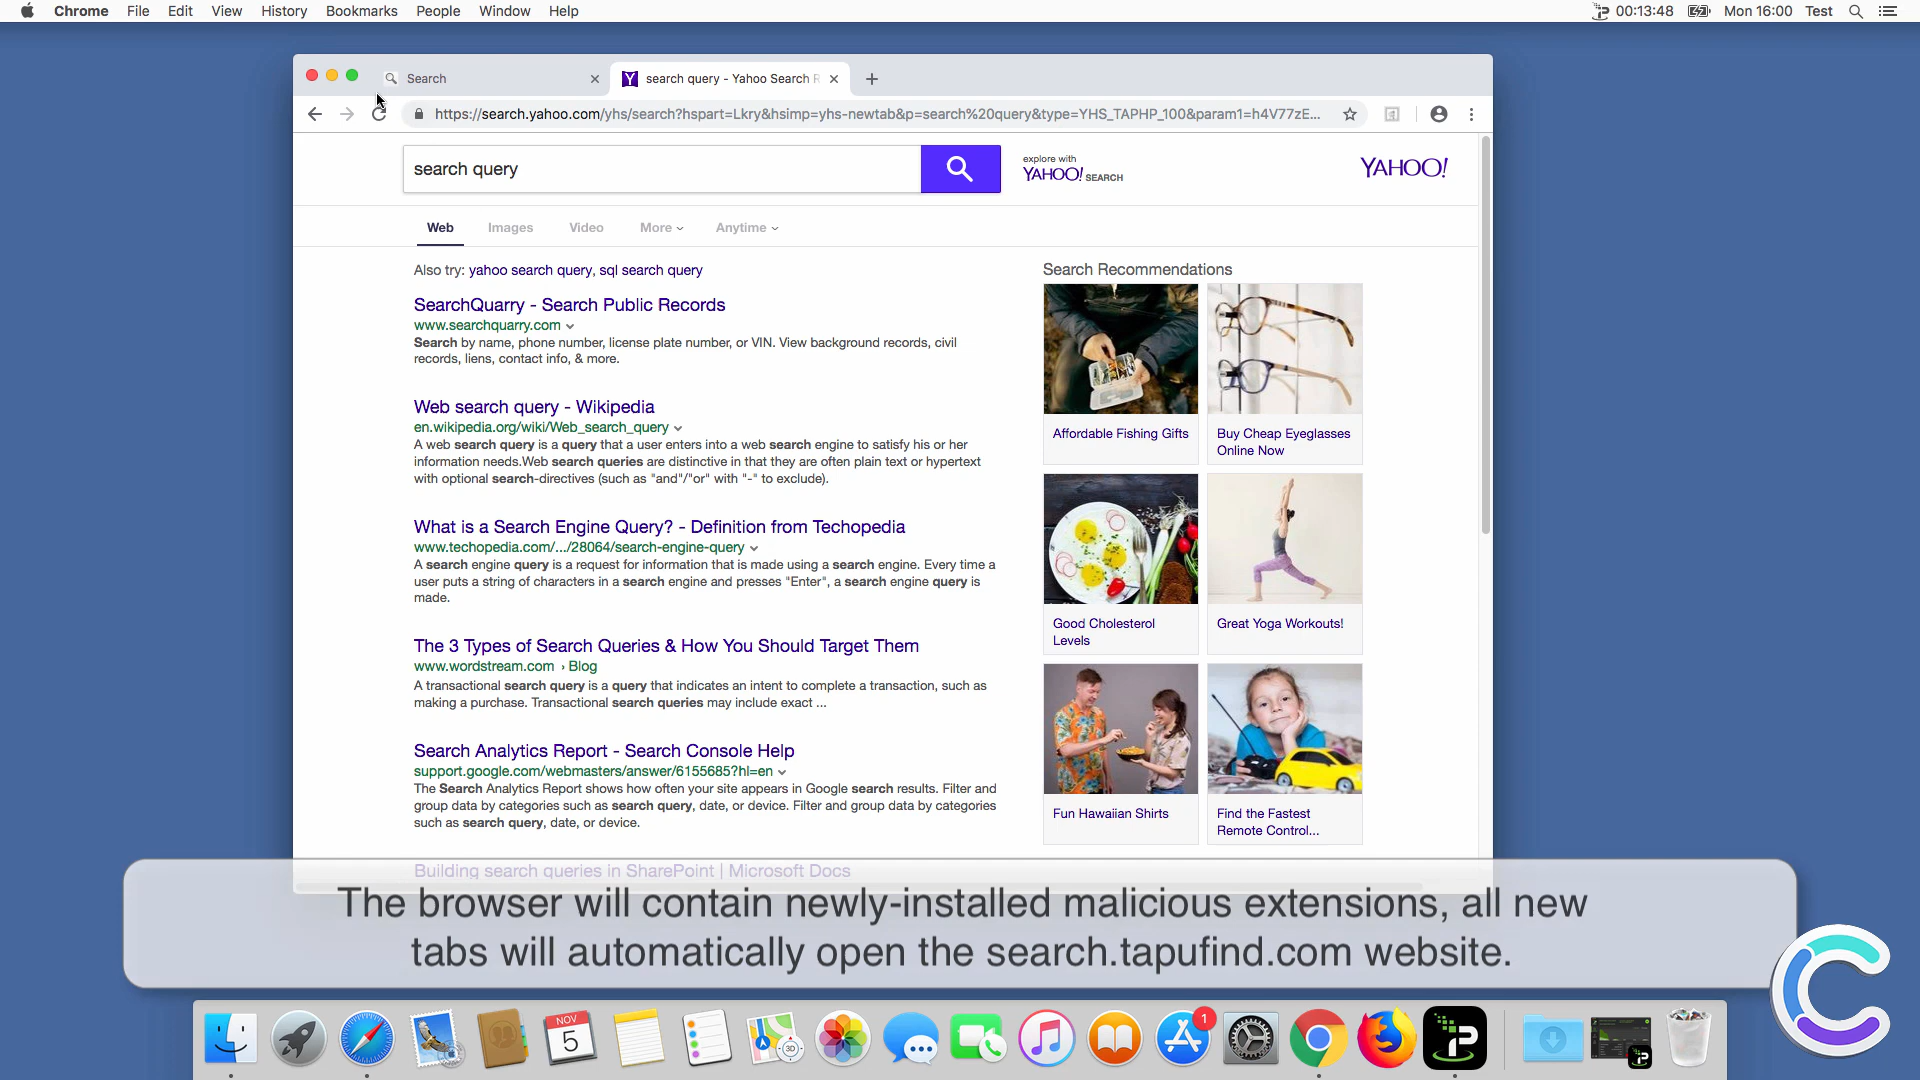 Chrome File Edit View History Bookmarks People Window Help 00:13:48 Mon 16:00 Test
Search
search query - Yahoo Search R
https://search.yahoo.com/yhs/search?hspart=Lkry&hsimp=yhs-newtab&p=search%20query&type=YHS_TAPHP_100&param1=h4V77zE...
search query
explore with
YAHOO! SEARCH
YAHOO!
Web Images Video More Anytime
Also try: yahoo search query, sql search query
SearchQuarry - Search Public Records
www.searchquarry.com
Search by name, phone number, license plate number, or VIN. View background records, civil
records, liens, contact info, & more.
Web search query - Wikipedia
en.wikipedia.org/wiki/Web_search_query
A web search query is a query that a user enters into a web search engine to satisfy his or her
information needs.Web search queries are distinctive in that they are often plain text or hypertext
with optional search-directives (such as "and"/"or" with "-" to exclude).
What is a Search Engine Query? - Definition from Techopedia
www.techopedia.com/.../28064/search-engine-query
A search engine query is a request for information that is made using a search engine. Every time a
user puts a string of characters in a search engine and presses "Enter", a search engine query is
made.
The 3 Types of Search Queries & How You Should Target Them
www.wordstream.com › Blog
A transactional search query is a query that indicates an intent to complete a transaction, such as
making a purchase. Transactional search queries may include exact ...
Search Analytics Report - Search Console Help
support.google.com/webmasters/answer/6155685?hl=en
The Search Analytics Report shows how often your site appears in Google search results. Filter and
group data by categories such as search query, date, or device. Filter and group data by categories
such as search query, date, or device.
Building search queries in SharePoint | Microsoft Docs
Search Recommendations
Affordable Fishing Gifts
Buy Cheap Eyeglasses
Online Now
Good Cholesterol
Levels
Great Yoga Workouts!
Fun Hawaiian Shirts
Find the Fastest
Remote Control...
The browser will contain newly-installed malicious extensions, all new
tabs will automatically open the search.tapufind.com website.
NOV
5
3D
1